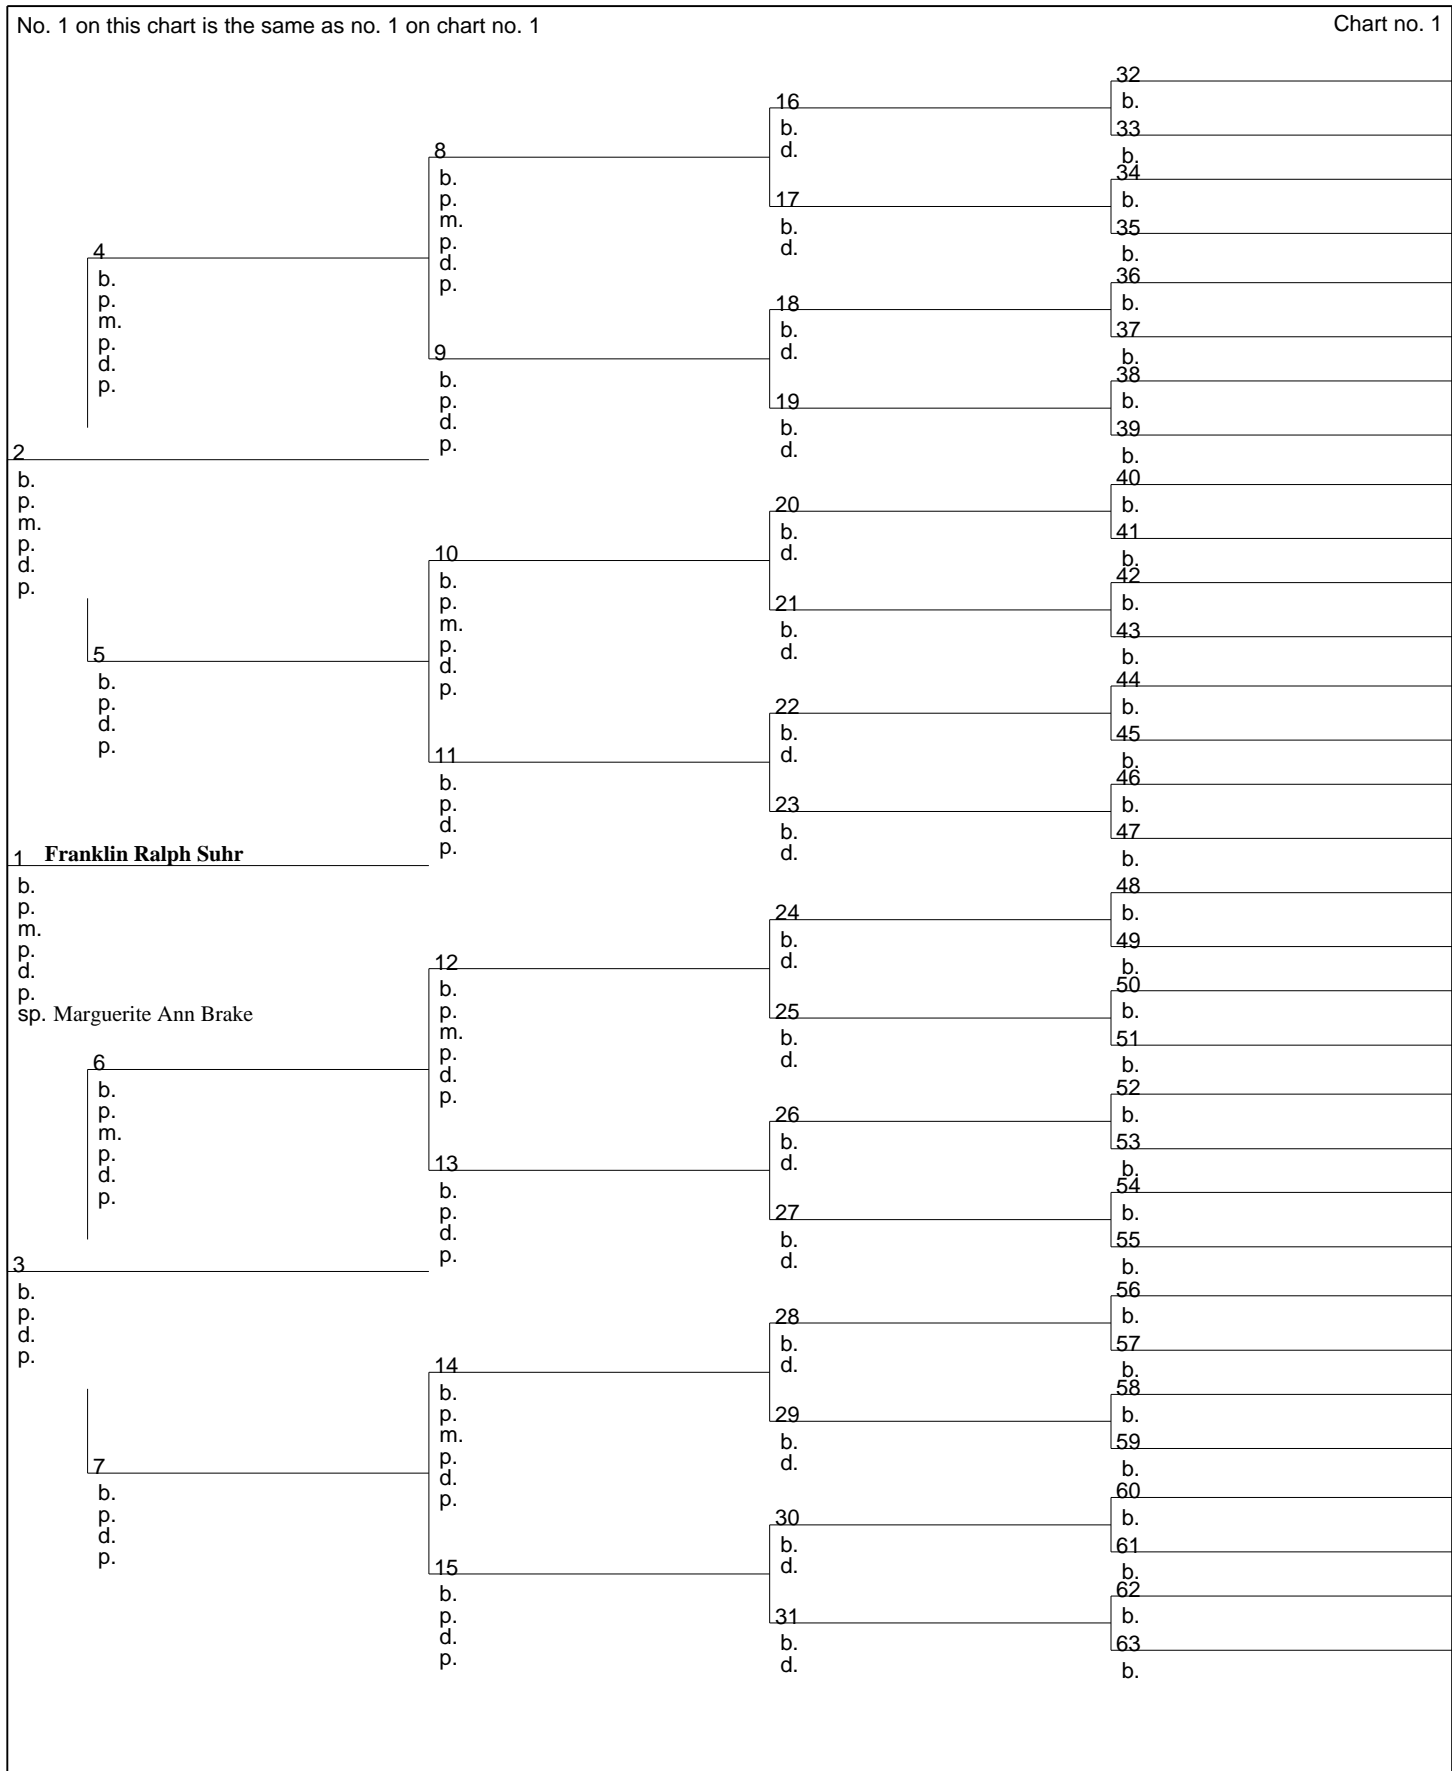 No. 1 on this chart is the same as no. 1 on chart no. 1
Chart no. 1
2
b.
p.
m.
p.
d.
p.
1 Franklin Ralph Suhr
b.
p.
m.
p.
d.
p.
sp. Marguerite Ann Brake
3
b.
p.
d.
p.
4
b.
p.
m.
p.
d.
p.
5
b.
p.
d.
p.
6
b.
p.
m.
p.
d.
p.
7
b.
p.
d.
p.
8
b.
p.
m.
p.
d.
p.
9
b.
p.
d.
p.
10
b.
p.
m.
p.
d.
p.
11
b.
p.
d.
p.
12
b.
p.
m.
p.
d.
p.
13
b.
p.
d.
p.
14
b.
p.
m.
p.
d.
p.
15
b.
p.
d.
p.
16
b.
d.
17
b.
d.
18
b.
d.
19
b.
d.
20
b.
d.
21
b.
d.
22
b.
d.
23
b.
d.
24
b.
d.
25
b.
d.
26
b.
d.
27
b.
d.
28
b.
d.
29
b.
d.
30
b.
d.
31
b.
d.
32
b.
33
b.
34
b.
35
b.
36
b.
37
b.
38
b.
39
b.
40
b.
41
b.
42
b.
43
b.
44
b.
45
b.
46
b.
47
b.
48
b.
49
b.
50
b.
51
b.
52
b.
53
b.
54
b.
55
b.
56
b.
57
b.
58
b.
59
b.
60
b.
61
b.
62
b.
63
b.